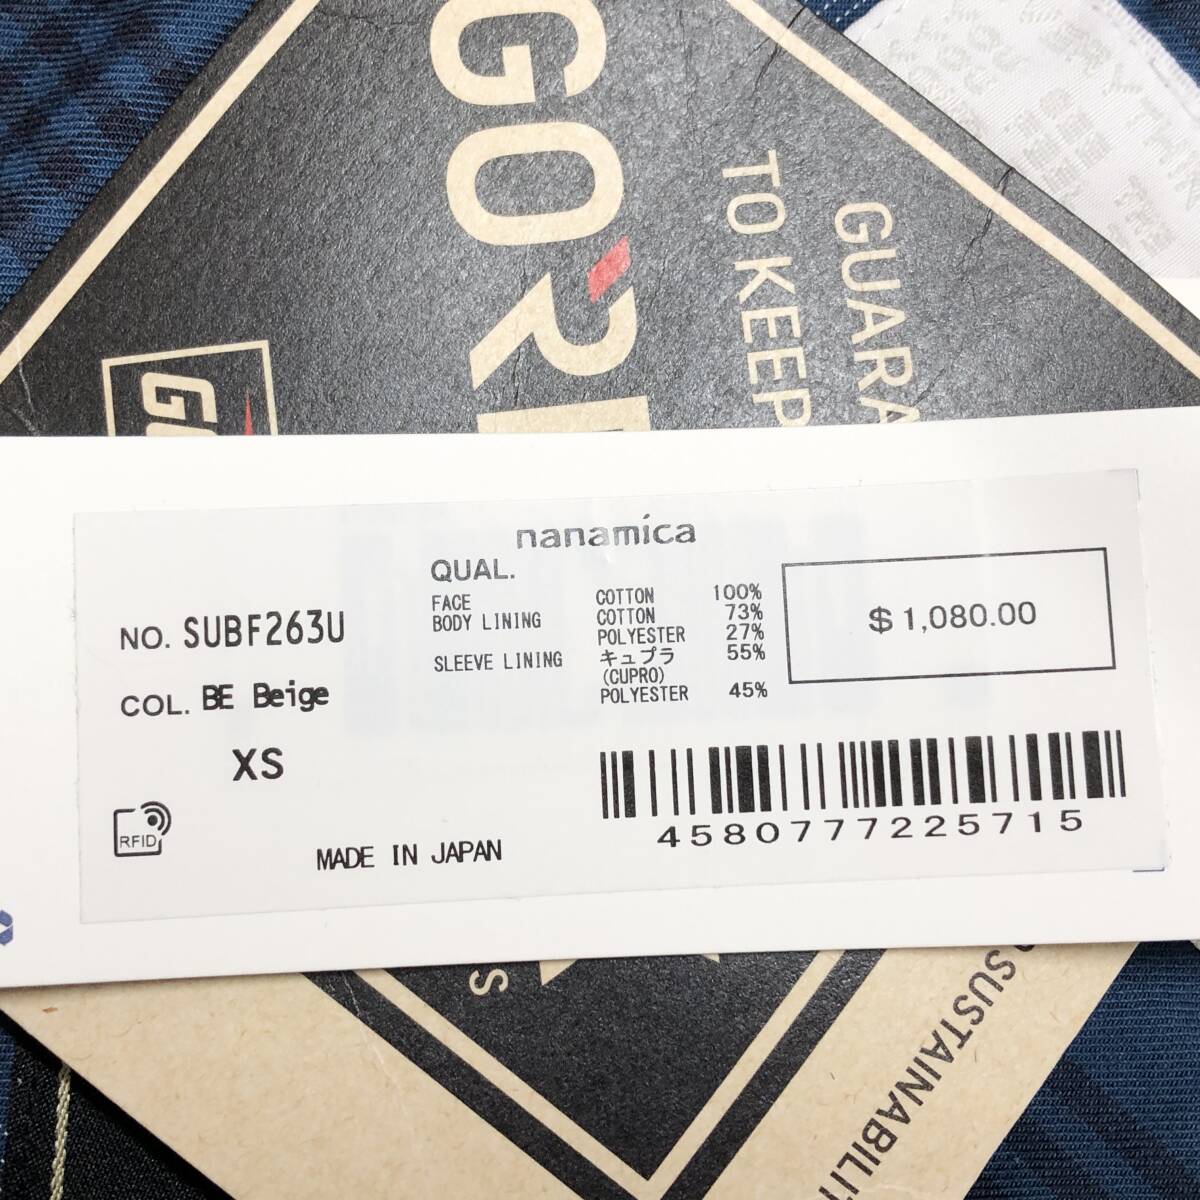 GOR
GUARA
TO KEEP
nanamica
NO. SUBF263U
COL. BE Beige
XS
RFID
MADE IN JAPAN
QUAL.
FACE COTTON 100%
BODY LINING COTTON 73%
POLYESTER 27%
SLEEVE LINING キュプラ 55%
(CUPRO)
POLYESTER 45%
$1,080.00
4580777225715
S
SUSTAINABILIT